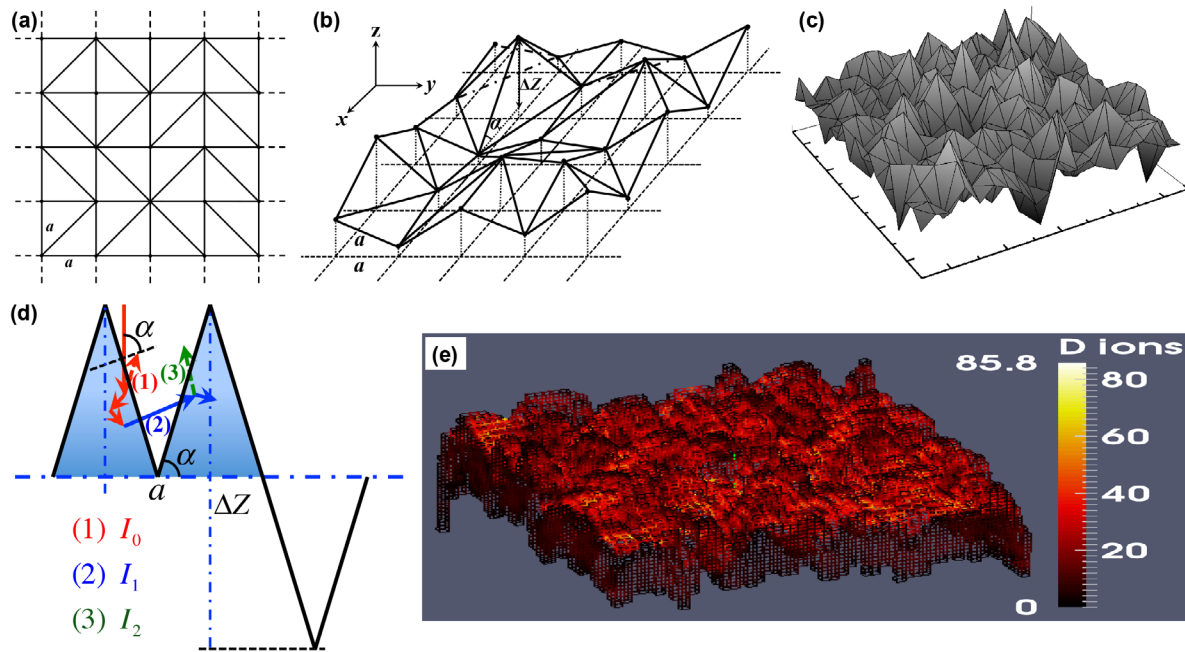 (a)
a
a
(b)
z
y
x
ΔZ
a
a
a
(c)
(d)
α
(1)
(3)
(2)
α
a
ΔZ
(1) I₀
(2) I₁
(3) I₂
(e)
85.8
D ions
80
60
40
20
0